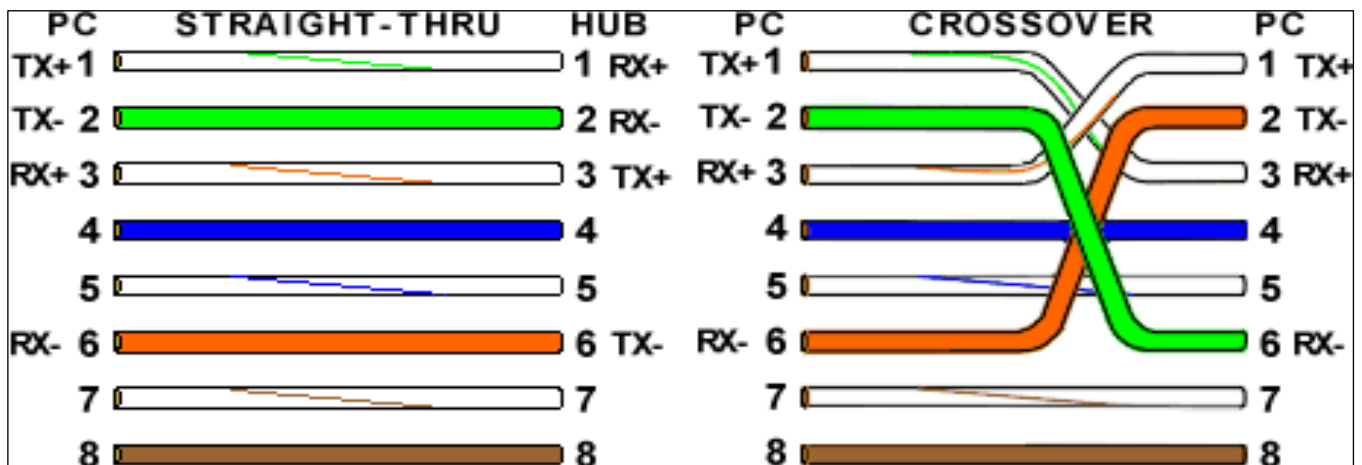 PC STRAIGHT-THRU HUB PC CROSSOVER PC
TX+ 1 1 RX+ TX+ 1 1 TX+
TX- 2 2 RX- TX- 2 2 TX-
RX+ 3 3 TX+ RX+ 3 3 RX+
4 4 4 4
5 5 5 5
RX- 6 6 TX- RX- 6 6 RX-
7 7 7 7
8 8 8 8